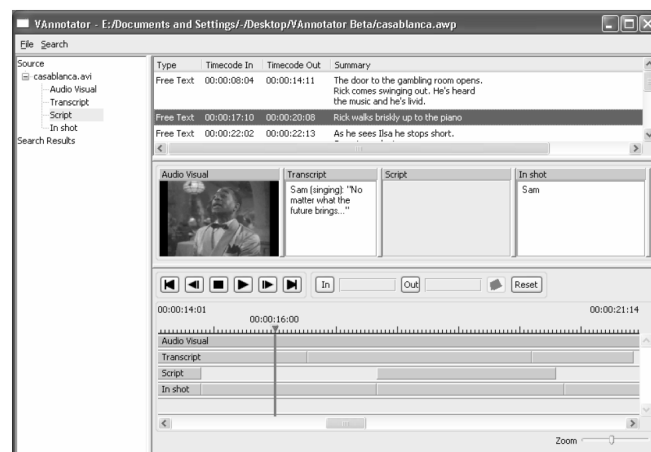 VAnnotator - E:/Documents and Settings/-/Desktop/VAnnotator Beta/casablanca.awp
File Search
Source
casablanca.avi
Audio Visual
Transcript
Script
In shot
Search Results
Type Timecode In Timecode Out Summary
Free Text 00:00:08:04 00:00:14:11 The door to the gambling room opens.
Rick comes swinging out. He's heard
the music and he's livid.
Free Text 00:00:17:10 00:00:20:08 Rick walks briskly up to the piano
Free Text 00:00:22:02 00:00:22:13 As he sees Ilsa he stops short.
Audio Visual Transcript Script In shot
Sam (singing): "No Sam
matter what the
future brings..."
In Out Reset
00:00:14:01 00:00:21:14
00:00:16:00
Audio Visual
Transcript
Script
In shot
Zoom